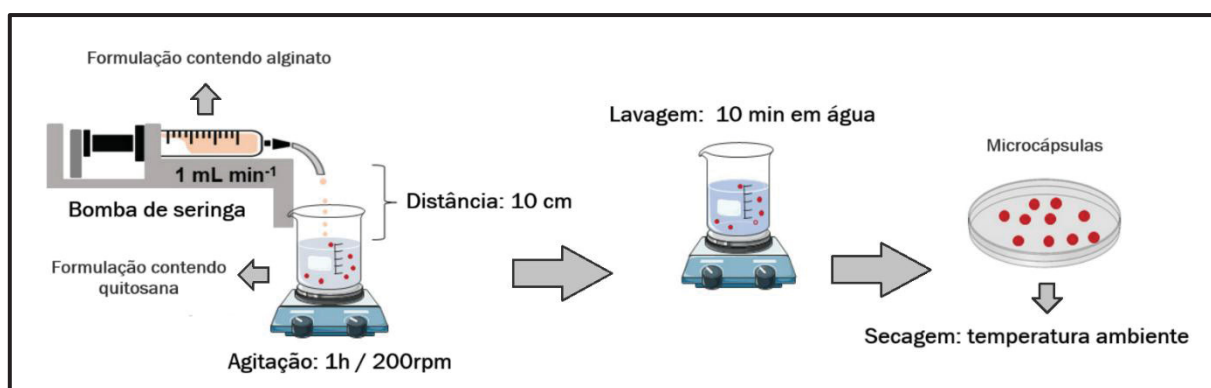 Formulação contendo alginato
1 mL min⁻¹
Bomba de seringa
Distância: 10 cm
Formulação contendo
quitosana
Agitação: 1h / 200rpm
Lavagem: 10 min em água
Microcápsulas
Secagem: temperatura ambiente